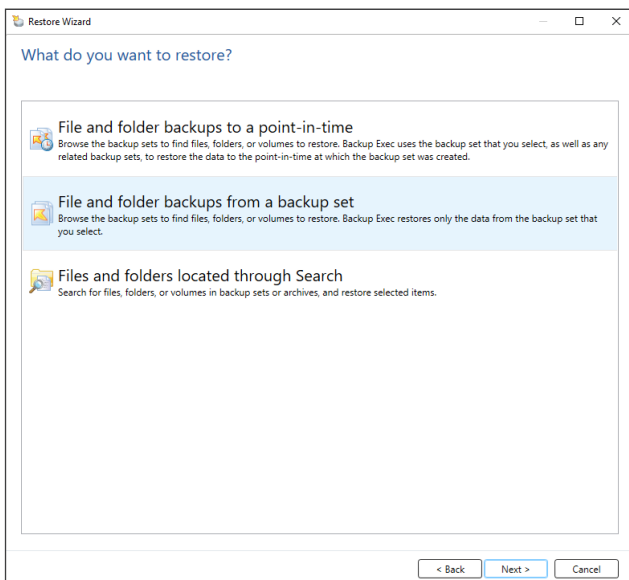 Restore Wizard
What do you want to restore?
File and folder backups to a point-in-time
Browse the backup sets to find files, folders, or volumes to restore. Backup Exec uses the backup set that you select, as well as any
related backup sets, to restore the data to the point-in-time at which the backup set was created.
File and folder backups from a backup set
Browse the backup sets to find files, folders, or volumes to restore. Backup Exec restores only the data from the backup set that
you select.
Files and folders located through Search
Search for files, folders, or volumes in backup sets or archives, and restore selected items.
< Back Next > Cancel